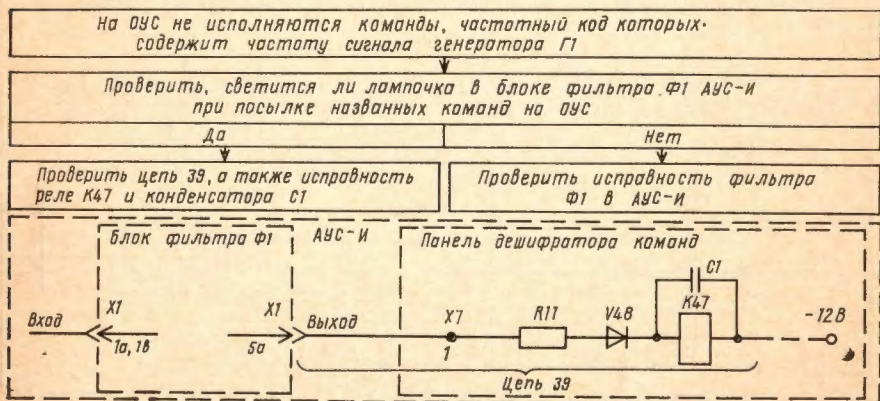 На ОУС не исполняются команды, частотный код которых
содержит частоту сигнала генератора Г1
Проверить, светится ли лампочка в блоке фильтра Ф1 АУС-И
при посылке названных команд на ОУС
Да
Нет
Проверить цепь 39, а также исправность
реле К47 и конденсатора С1
Проверить исправность фильтра
Ф1 в АУС-И
Блок фильтра Ф1
АУС-И
Панель дешифратора команд
С1
Вход
Х1
Х1
Выход
Х7
R11
V48
К47
-12В
1а, 1в
5а
1
Цепь 39